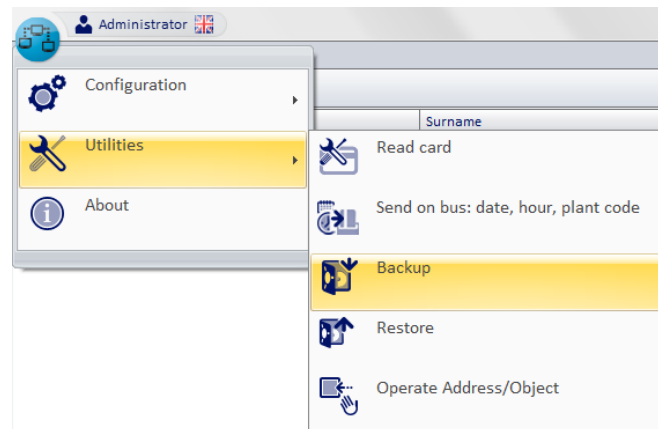 Administrator
Configuration
Surname
Utilities
Read card
About
Send on bus: date, hour, plant code
Backup
Restore
Operate Address/Object